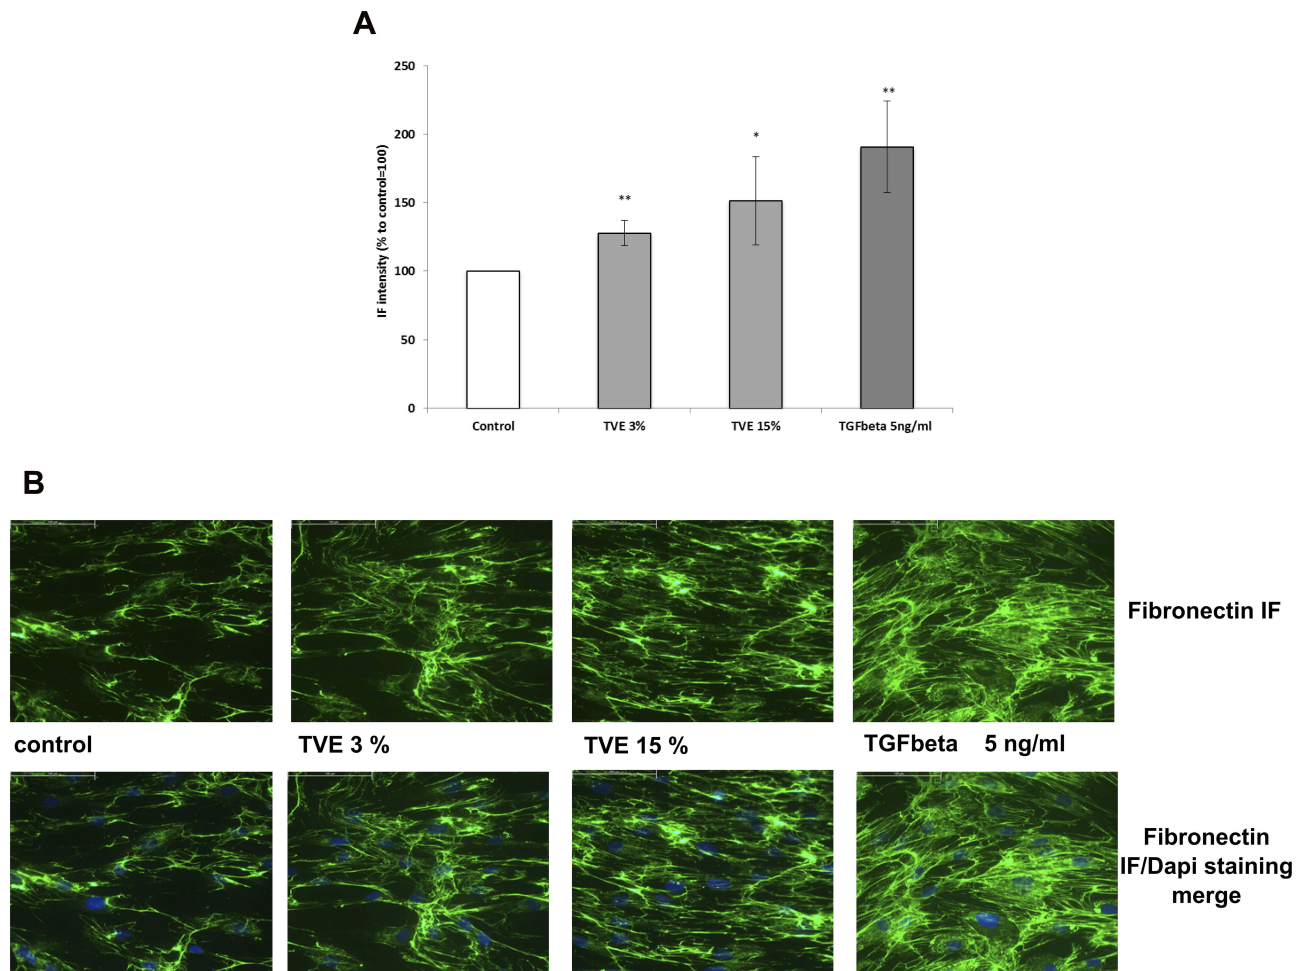 A
250
200
150
100
50
0
IF intensity (% to control=100)
**
*
**
Control
TVE 3%
TVE 15%
TGFbeta 5ng/ml
B
Fibronectin IF
control
TVE 3 %
TVE 15 %
TGFbeta 5 ng/ml
Fibronectin
IF/Dapi staining
merge